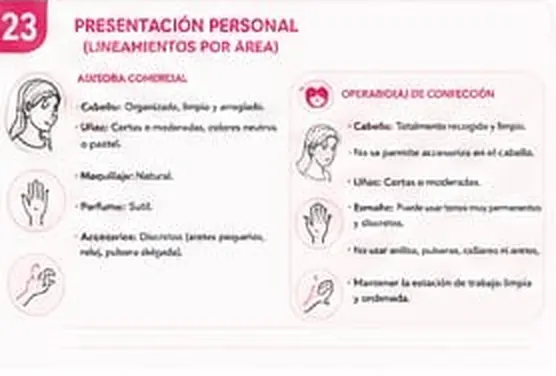 23
PRESENTACIÓN PERSONAL
(LINEAMIENTOS POR ÁREA)
ASESORA COMERCIAL
· Cabello: Organizado, limpio y arreglado.
· Uñas: Cortas o moderadas, colores neutros
o pastel.
· Maquillaje: Natural.
· Perfume: Sutil.
· Accesorios: Discretos (aretes pequeños,
reloj, pulsera delgada).
OPERARIO(A) DE CONFECCIÓN
· Cabello: Totalmente recogido y limpio.
· No se permite accesorios en el cabello.
· Uñas: Cortas o moderadas.
· Esmalte: Puede usar tonos muy permanentes
y discretos.
· No usar anillos, pulseras, collares ni aretes.
· Mantener la estación de trabajo limpia
y ordenada.